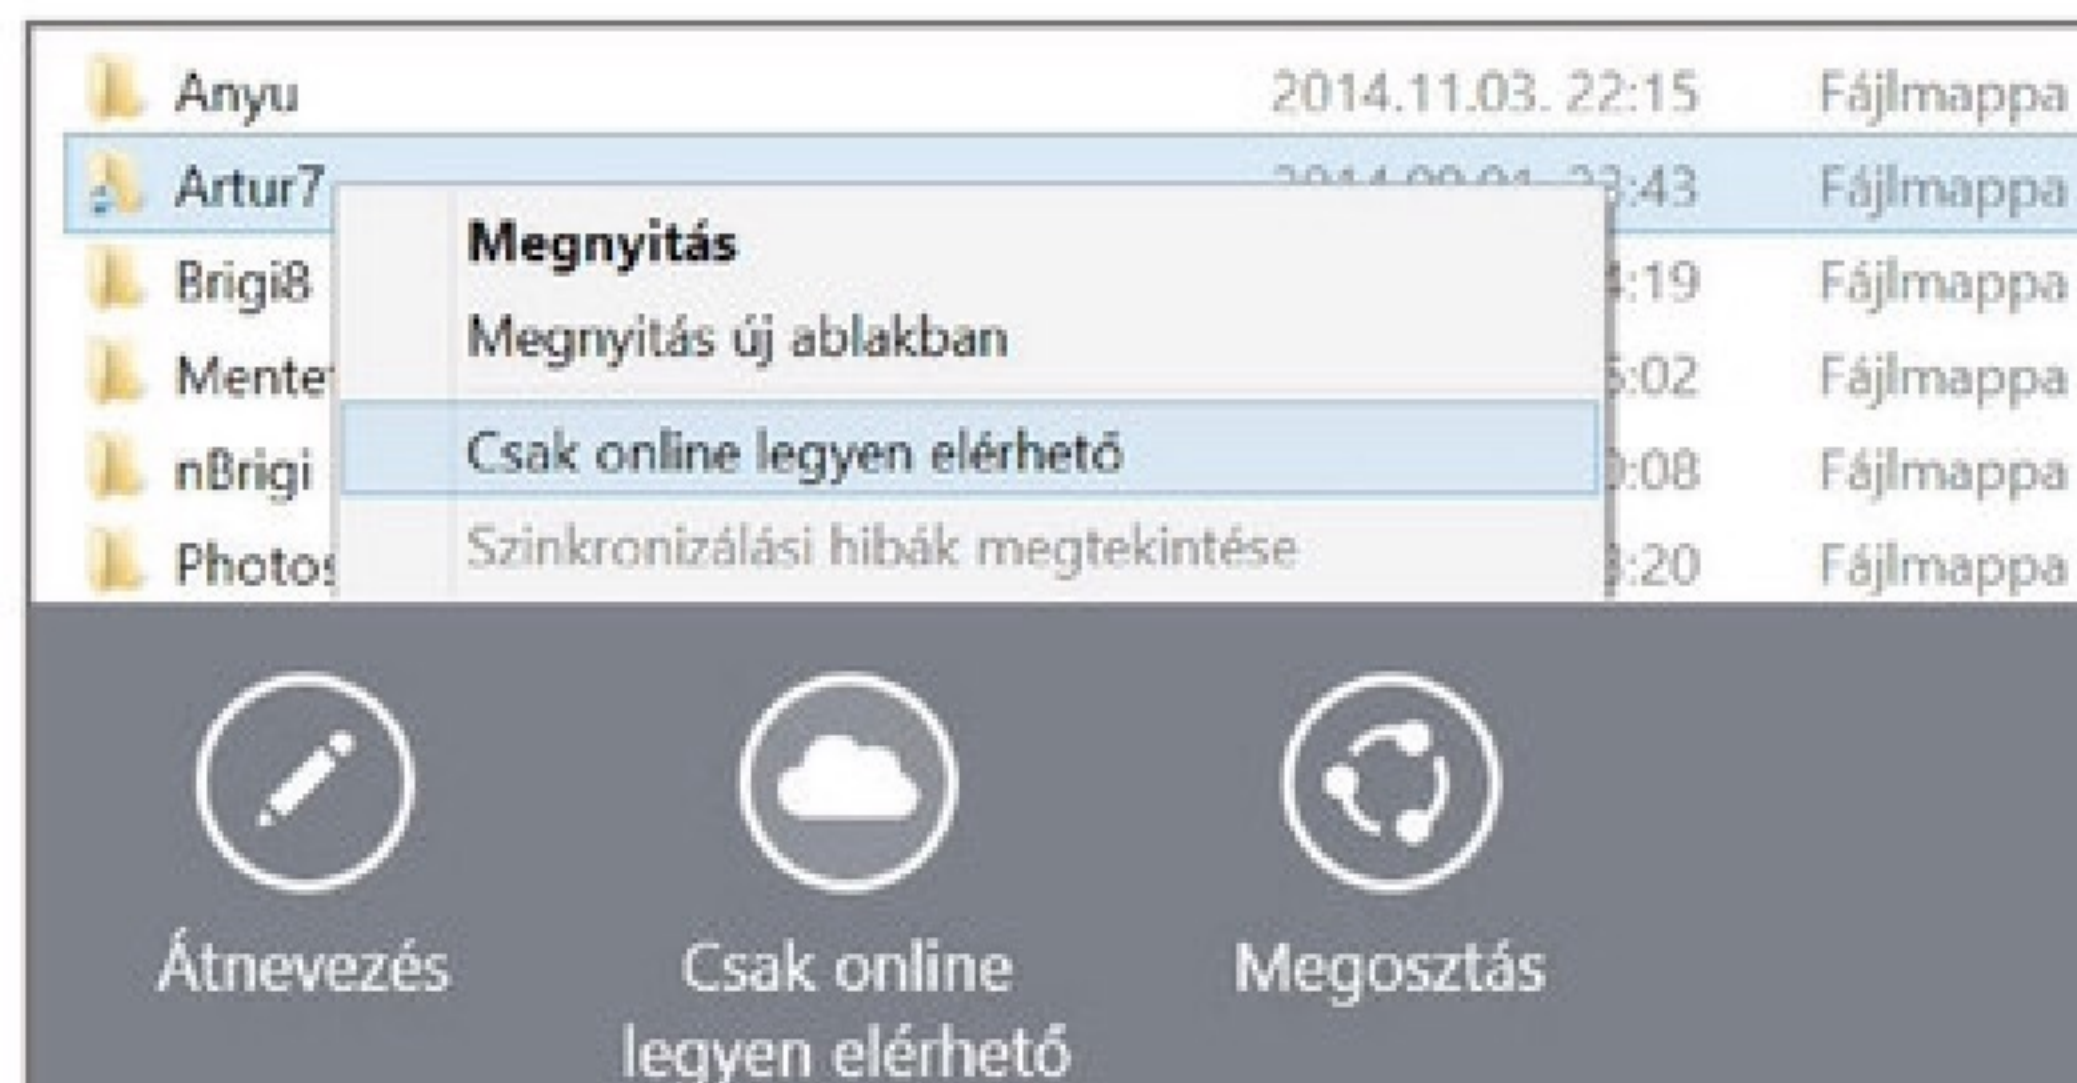 Anyu 2014.11.03. 22:15 Fájlmappa
Artur7 :43 Fájlmappa
Megnyitás
Brigi8 :19 Fájlmappa
Megnyitás új ablakban
:02 Fájlmappa
Csak online legyen elérhető
nBrigi :08 Fájlmappa
Szinkronizálási hibák megtekintése
Photos :20 Fájlmappa
Átnevezés Csak online Megosztás
legyen elérhető